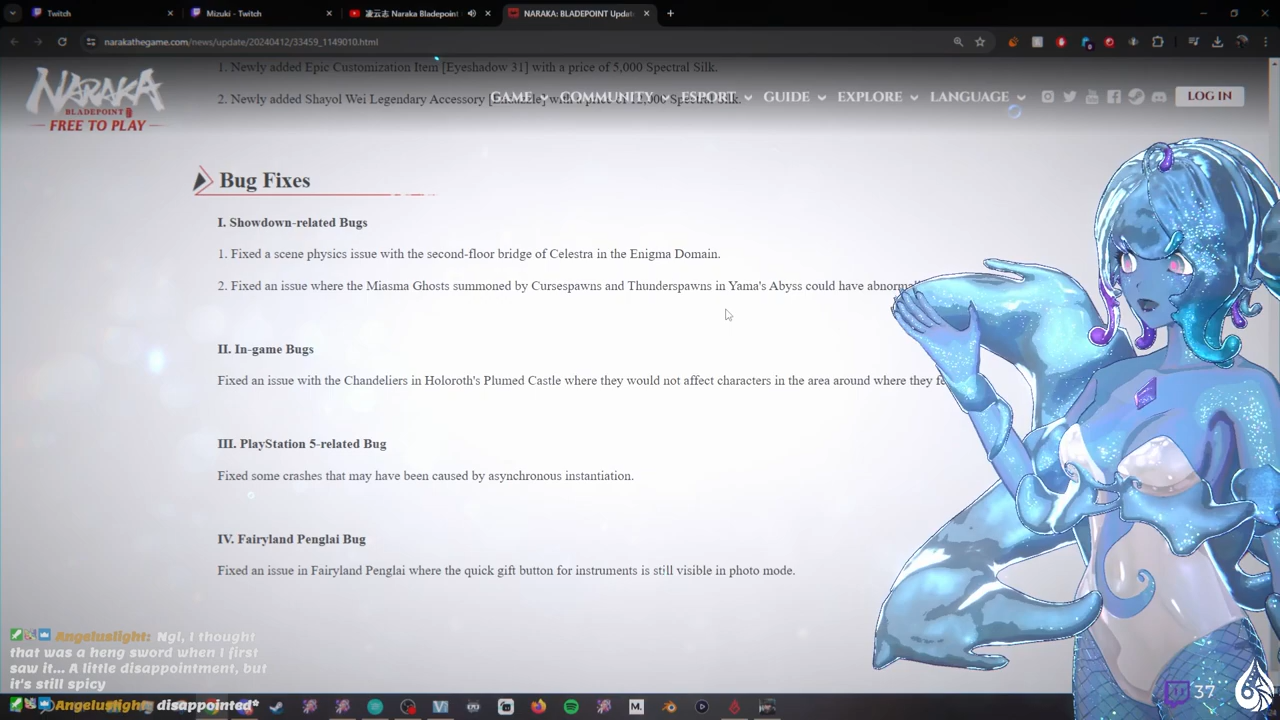 Twitch
Mizuki - Twitch
凌云志 Naraka Bladepoint
NARAKA: BLADEPOINT Update
narakathegame.com/news/update/20240412/33459_1149010.html
1. Newly added Epic Customization Item [Eyeshadow 31] with a price of 5,000 Spectral Silk.
NARAKA
BLADEPOINT
FREE TO PLAY
GAME COMMUNITY ESPORT GUIDE EXPLORE LANGUAGE LOG IN
2. Newly added Shayol Wei Legendary Accessory Spectral Silk.
Bug Fixes
I. Showdown-related Bugs
1. Fixed a scene physics issue with the second-floor bridge of Celestra in the Enigma Domain.
2. Fixed an issue where the Miasma Ghosts summoned by Cursespawns and Thunderspawns in Yama's Abyss could have
II. In-game Bugs
Fixed an issue with the Chandeliers in Holoroth's Plumed Castle where they would not affect characters in the area around where they
III. PlayStation 5-related Bug
Fixed some crashes that may have been caused by asynchronous instantiation.
IV. Fairyland Penglai Bug
Fixed an issue in Fairyland Penglai where the quick gift button for instruments is still visible in photo mode.
Angeluslight: Ngl, I thought
that was a heng sword when I first
saw it... A little disappointment, but
it's still spicy
Angeluslight: disappointed*
37